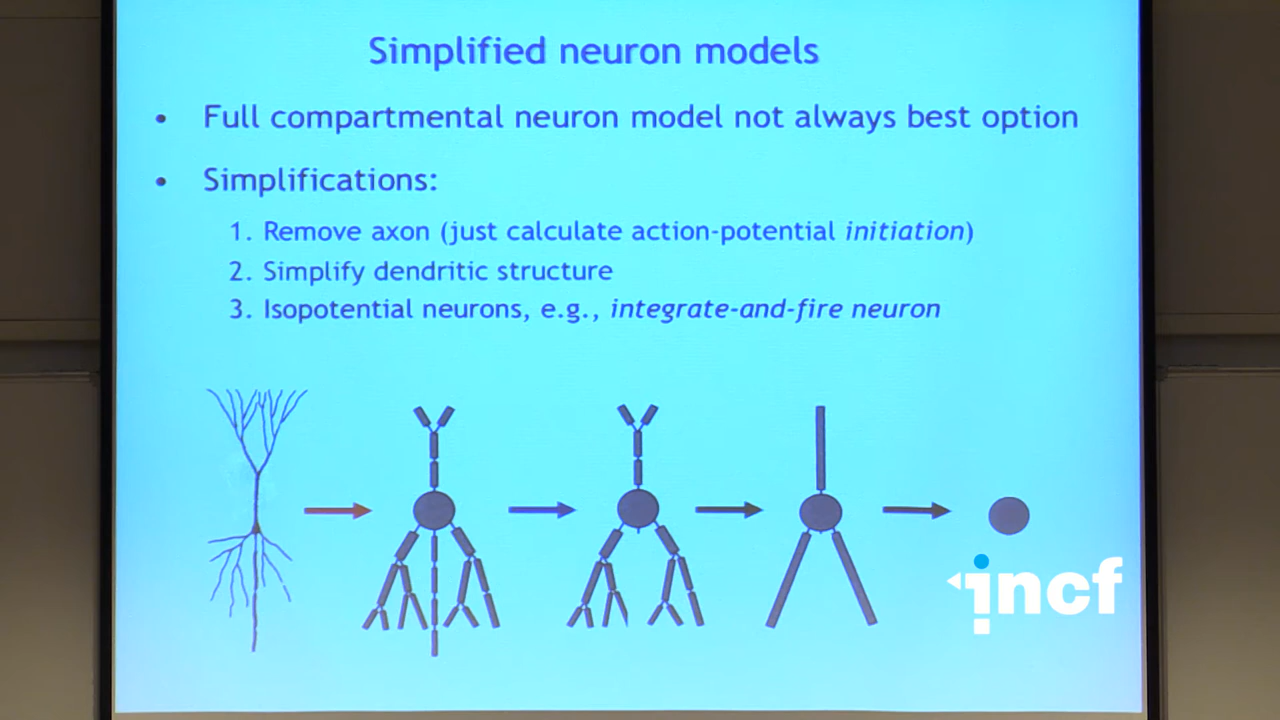 Simplified neuron models
• Full compartmental neuron model not always best option
• Simplifications:
1. Remove axon (just calculate action-potential initiation)
2. Simplify dendritic structure
3. Isopotential neurons, e.g., integrate-and-fire neuron
incf